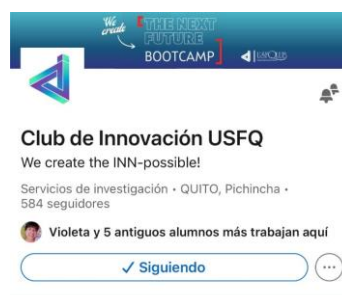 We create
THE NEXT
FUTURE
BOOTCAMP
Club de Innovación USFQ
We create the INN-possible!
Servicios de investigación • QUITO, Pichincha •
584 seguidores
Violeta y 5 antiguos alumnos más trabajan aquí
✓ Siguiendo